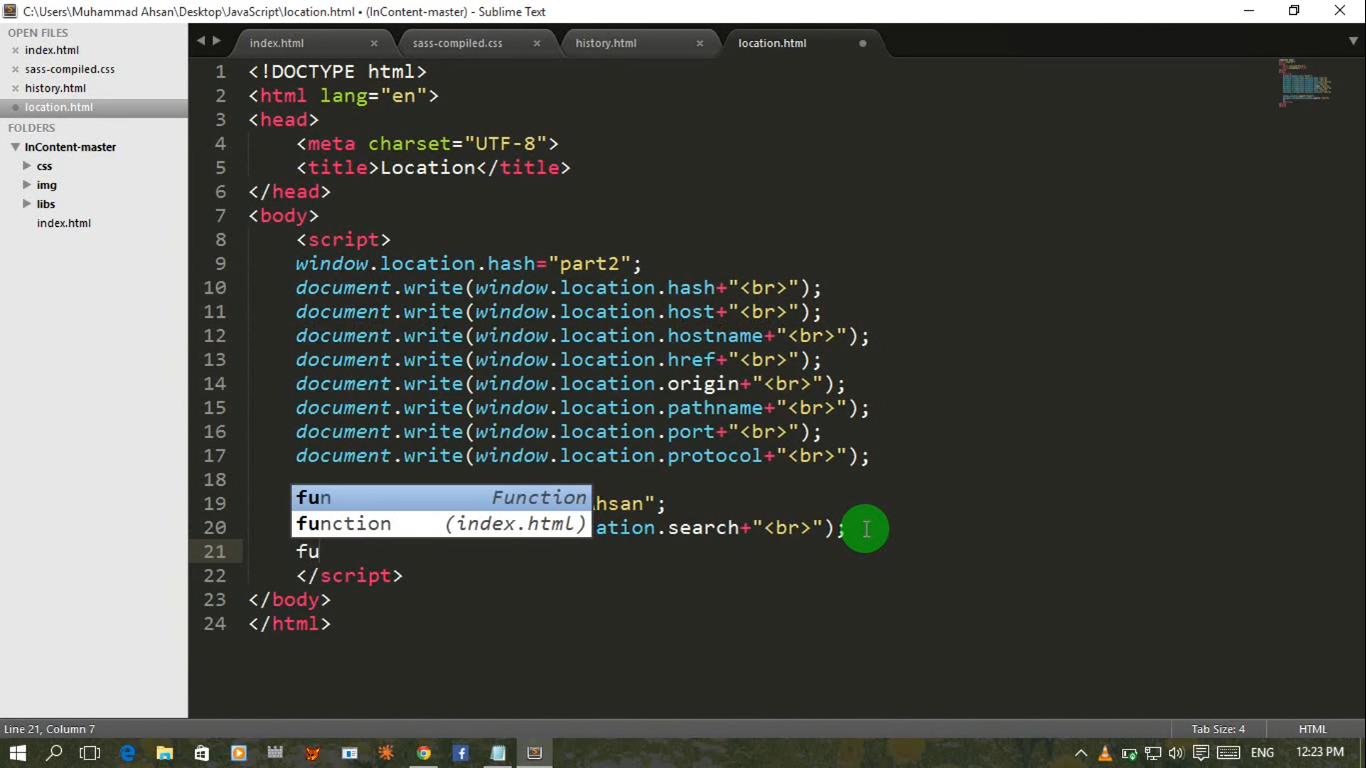 C:\Users\Muhammad Ahsan\Desktop\JavaScript\location.html • (InContent-master) - Sublime Text
OPEN FILES
index.html
sass-compiled.css
history.html
location.html
FOLDERS
InContent-master
css
img
libs
index.html
index.html sass-compiled.css history.html location.html
1 <!DOCTYPE html>
2 <html lang="en">
3 <head>
4 <meta charset="UTF-8">
5 <title>Location</title>
6 </head>
7 <body>
8 <script>
9 window.location.hash="part2";
10 document.write(window.location.hash+"<br>");
11 document.write(window.location.host+"<br>");
12 document.write(window.location.hostname+"<br>");
13 document.write(window.location.href+"<br>");
14 document.write(window.location.origin+"<br>");
15 document.write(window.location.pathname+"<br>");
16 document.write(window.location.port+"<br>");
17 document.write(window.location.protocol+"<br>");
18
fun Function
19 hsan";
function (index.html)
20 ation.search+"<br>");
21 fu
22 </script>
23 </body>
24 </html>
Line 21, Column 7 Tab Size: 4 HTML
ENG 12:23 PM